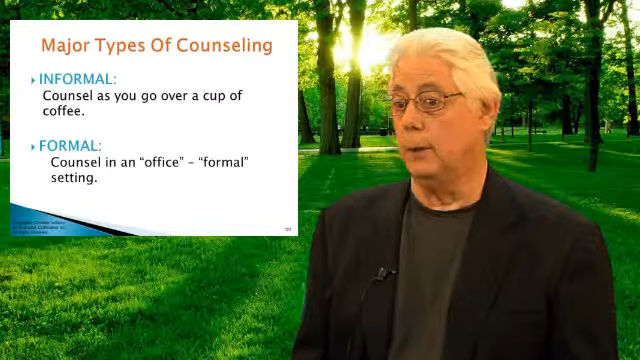 Major Types Of Counseling
INFORMAL:
Counsel as you go over a cup of
coffee.
FORMAL:
Counsel in an “office” – “formal”
setting.